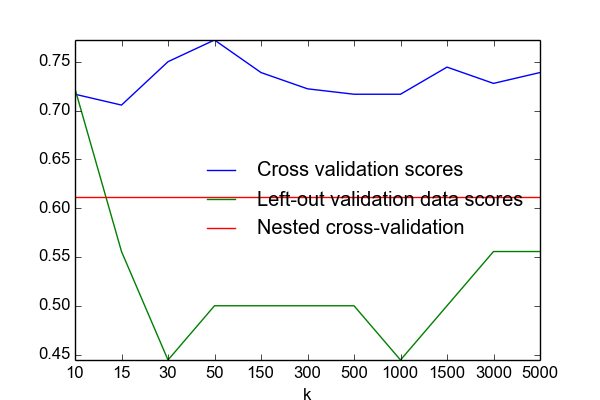 0.75
0.70
0.65
0.60
0.55
0.50
0.45
Cross validation scores
Left-out validation data scores
Nested cross-validation
10 15 30 50 150 300 500 1000 1500 3000 5000
k